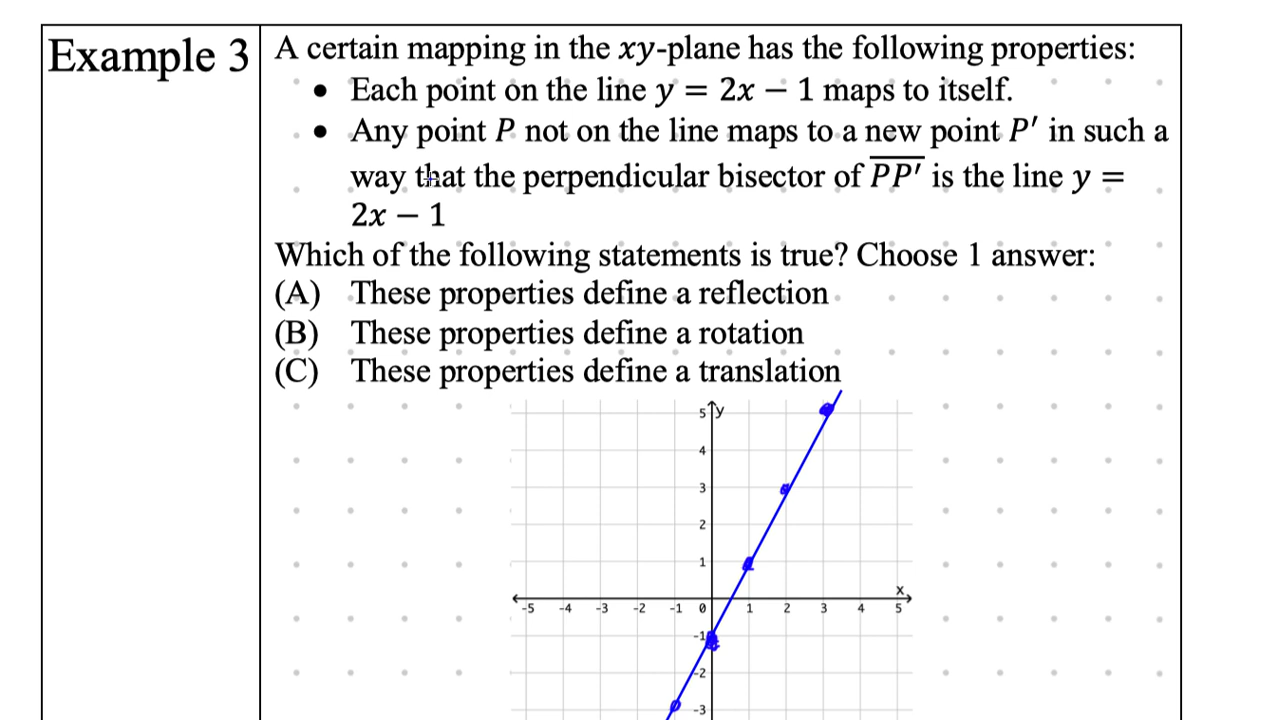 Example 3
A certain mapping in the xy-plane has the following properties:
• Each point on the line y = 2x − 1 maps to itself.
• Any point P not on the line maps to a new point P′ in such a
way that the perpendicular bisector of P̅P̅′̅ is the line y =
2x − 1
Which of the following statements is true? Choose 1 answer:
(A) These properties define a reflection
(B) These properties define a rotation
(C) These properties define a translation
5 y
4
3
2
1
x
-5 -4 -3 -2 -1 0 1 2 3 4 5
-1
-2
-3